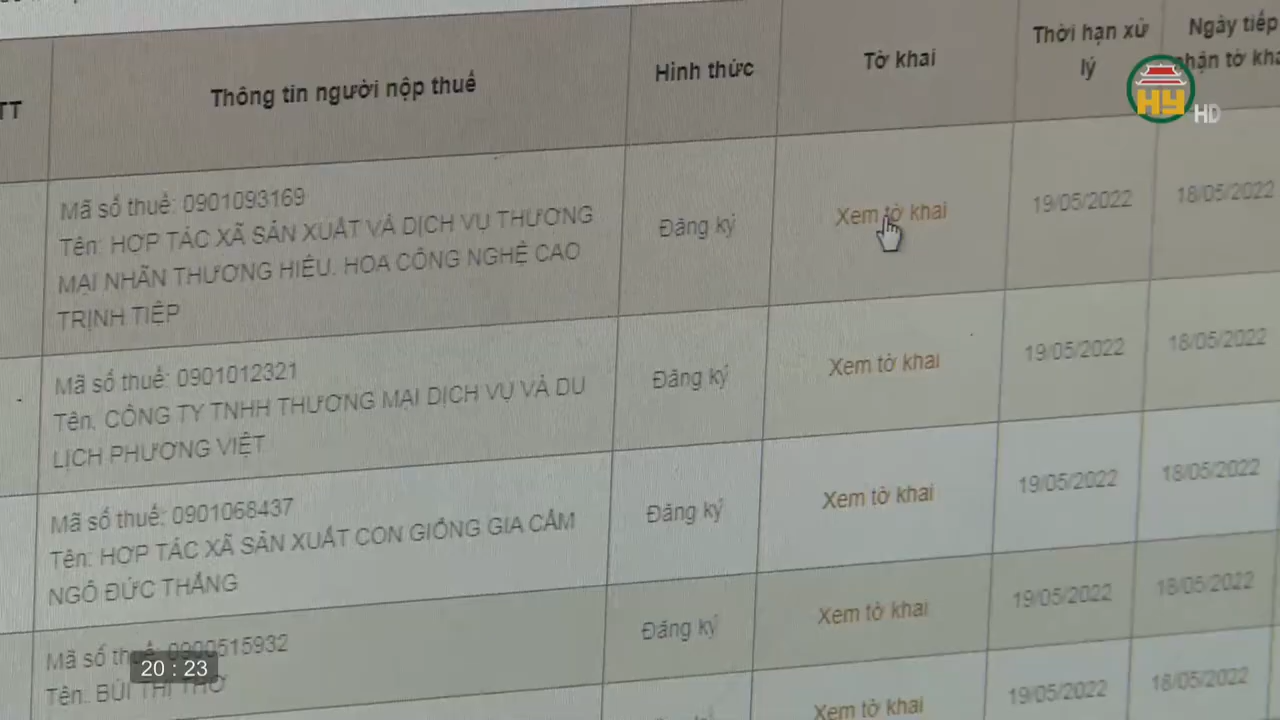 TT
Thông tin người nộp thuế
Hình thức
Tờ khai
Thời hạn xử
lý
Ngày tiếp
nhận tờ kha
HY HD
Mã số thuế: 0901093169
Tên: HỢP TÁC XÃ SẢN XUẤT VÀ DỊCH VỤ THƯƠNG
MẠI NHÃN THƯƠNG HIỆU. HOA CÔNG NGHỆ CAO
TRỊNH TIỆP
Đăng ký
Xem tờ khai
19/05/2022
18/05/2022
Mã số thuế: 0901012321
Tên: CÔNG TY TNHH THƯƠNG MẠI DỊCH VỤ VÀ DU
LỊCH PHƯỢNG VIỆT
Đăng ký
Xem tờ khai
19/05/2022
18/05/2022
Mã số thuế: 0901068437
Tên: HỢP TÁC XÃ SẢN XUẤT CON GIỐNG GIA CẦM
NGÔ ĐỨC THẮNG
Đăng ký
Xem tờ khai
19/05/2022
18/05/2022
Mã số thuế: 0900515932
Tên: BÙI THỊ THƠ
Đăng ký
Xem tờ khai
19/05/2022
18/05/2022
20 : 23
Xem tờ khai
19/05/2022
18/05/2022